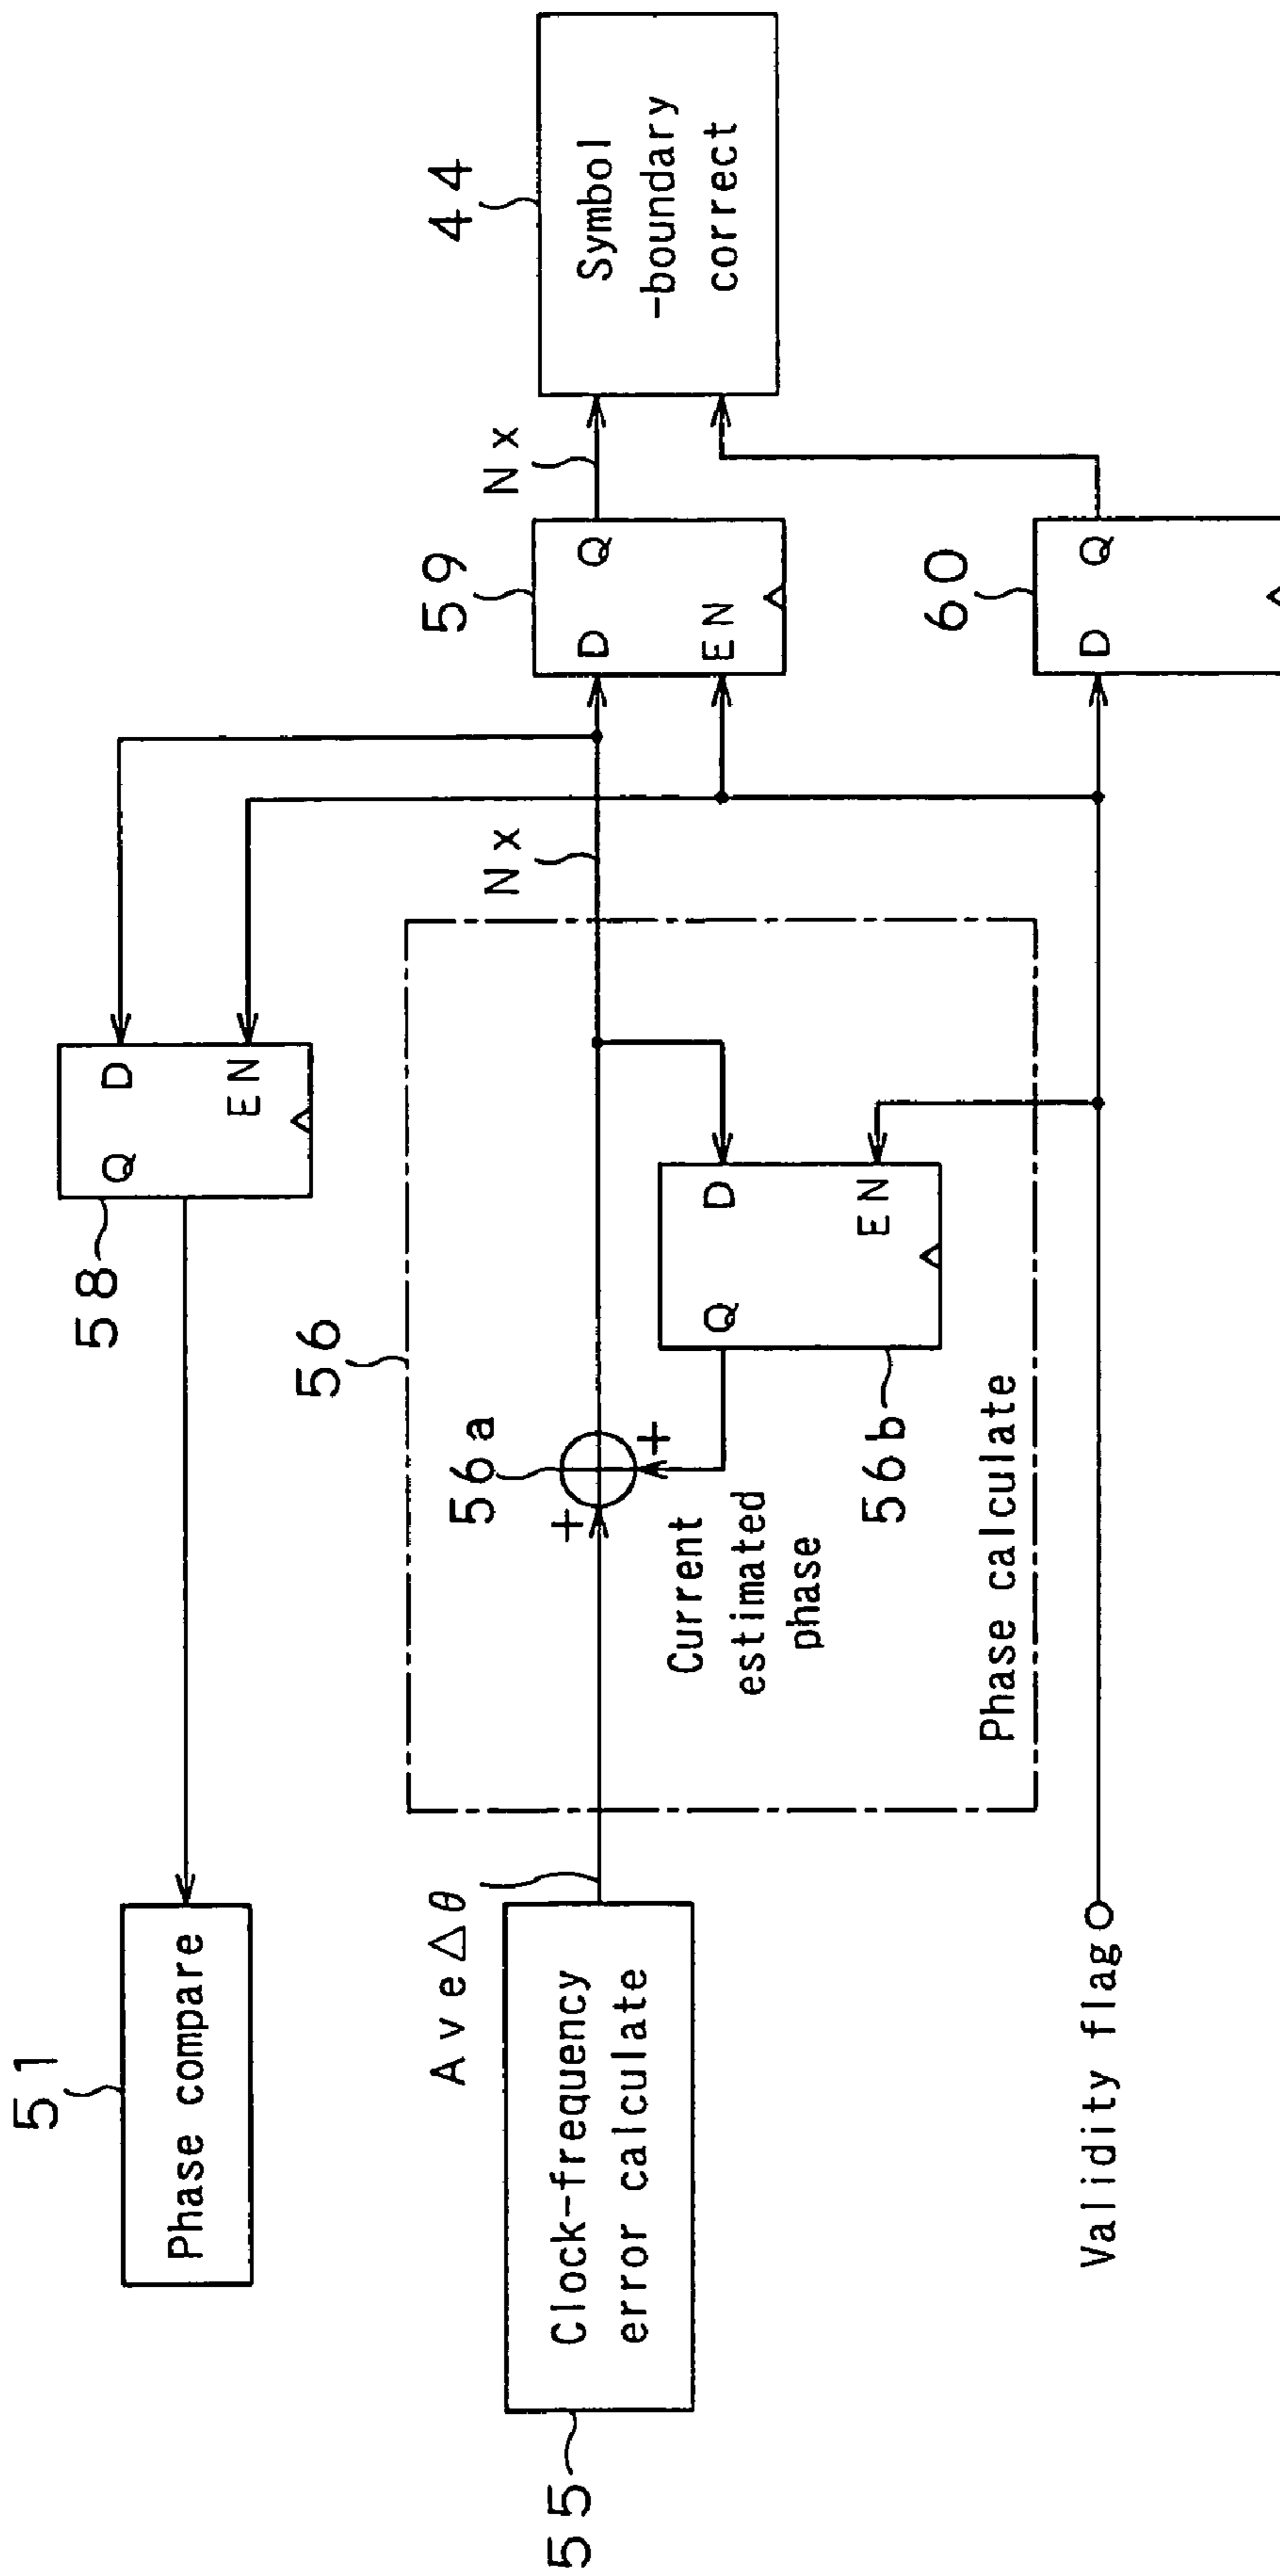 51
Phase compare
58
Q D
EN
55
Clock-frequency
error calculate
Ave△θ
56
56a
+
+
Current
estimated
phase
Q D
EN
56b
Phase calculate
Nx
59
D Q
EN
Nx
44
Symbol
-boundary
correct
Validity flag
60
D Q